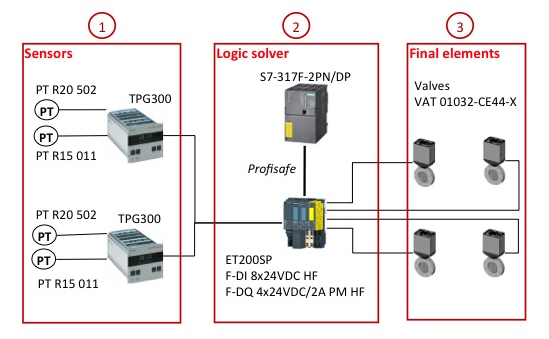 1
2
3
Sensors
Logic solver
Final elements
PT R20 502
TPG300
PT
PT
PT R15 011
PT R20 502
TPG300
PT
PT
PT R15 011
S7-317F-2PN/DP
Profisafe
ET200SP
F-DI 8x24VDC HF
F-DQ 4x24VDC/2A PM HF
Valves
VAT 01032-CE44-X